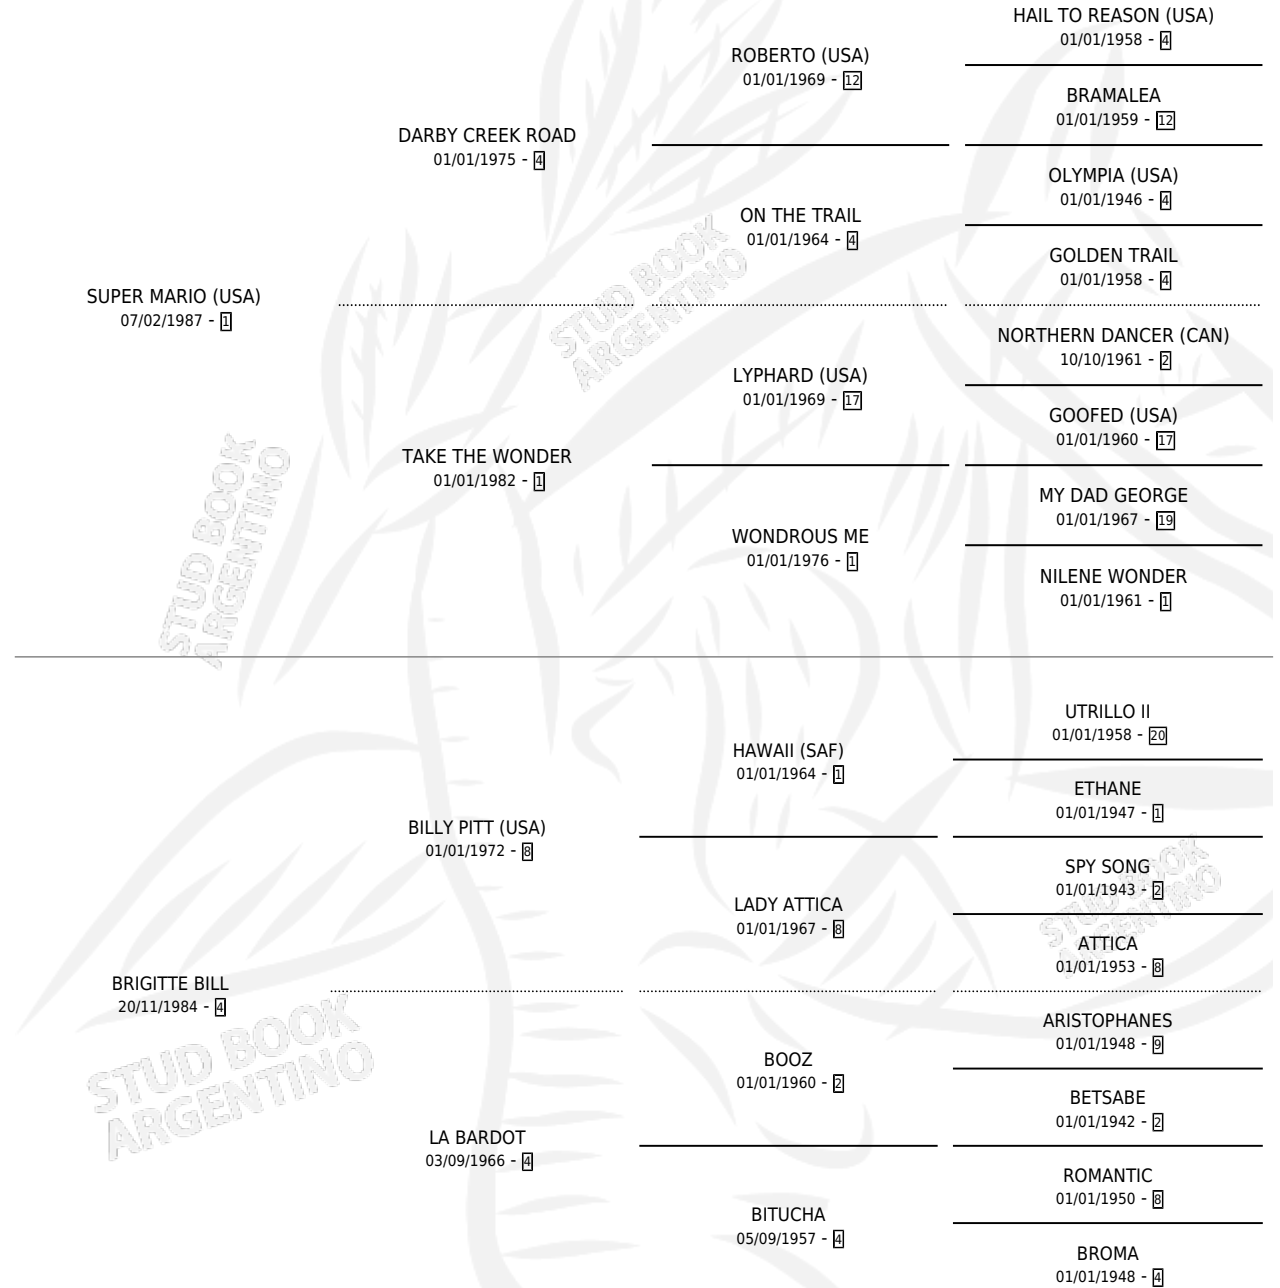 HAIL TO REASON (USA)
01/01/1958 - 4
ROBERTO (USA)
01/01/1969 - 12
BRAMALEA
01/01/1959 - 12
DARBY CREEK ROAD
01/01/1975 - 4
OLYMPIA (USA)
01/01/1946 - 4
ON THE TRAIL
01/01/1964 - 4
GOLDEN TRAIL
01/01/1958 - 4
SUPER MARIO (USA)
07/02/1987 - 1
STUD BOOK
ARGENTINO
NORTHERN DANCER (CAN)
10/10/1961 - 2
LYPHARD (USA)
01/01/1969 - 17
GOOFED (USA)
01/01/1960 - 17
TAKE THE WONDER
01/01/1982 - 1
MY DAD GEORGE
01/01/1967 - 19
WONDROUS ME
01/01/1976 - 1
NILENE WONDER
01/01/1961 - 1
STUD BOOK
ARGENTINO
UTRILLO II
01/01/1958 - 20
HAWAII (SAF)
01/01/1964 - 1
ETHANE
01/01/1947 - 1
BILLY PITT (USA)
01/01/1972 - 8
SPY SONG
01/01/1943 - 2
LADY ATTICA
01/01/1967 - 8
STUD BOOK
ARGENTINO
ATTICA
01/01/1953 - 8
BRIGITTE BILL
20/11/1984 - 4
ARISTOPHANES
01/01/1948 - 9
BOOZ
01/01/1960 - 2
STUD BOOK
ARGENTINO
BETSABE
01/01/1942 - 2
LA BARDOT
03/09/1966 - 4
ROMANTIC
01/01/1950 - 8
BITUCHA
05/09/1957 - 4
BROMA
01/01/1948 - 4